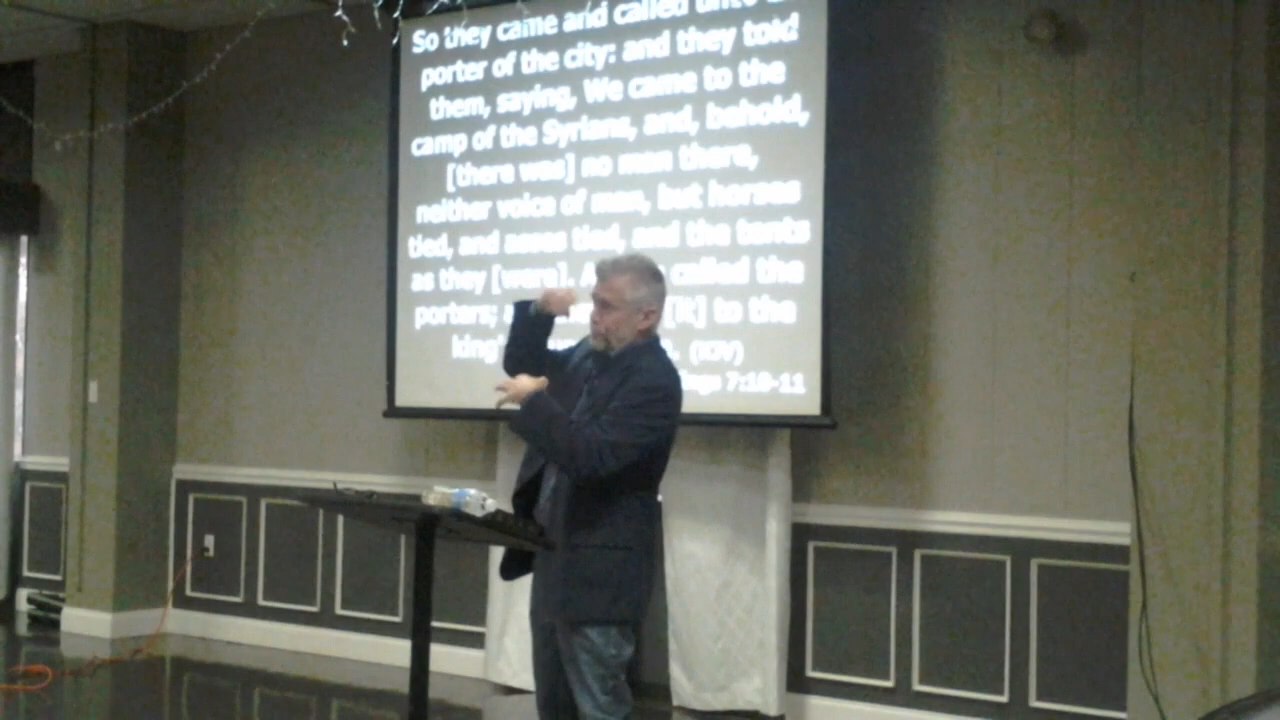 So they came and called unto
porter of the city: and they told
them, saying, We came to the
camp of the Syrians, and, behold,
[there was] no man there,
neither voice of man, but horses
tied, and asses tied, and the tents
as they [were]. called the
porters; [it] to the
(KJV)
7:10-11